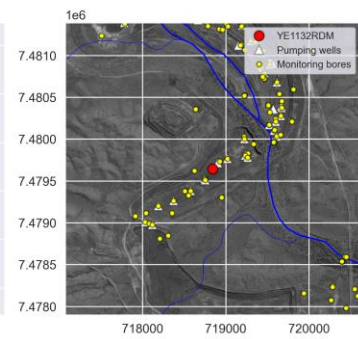 1e6
YE1132RDM
Pumping wells
Monitoring bores
7.4810
7.4805
7.4800
7.4795
7.4790
7.4785
7.4780
718000
719000
720000